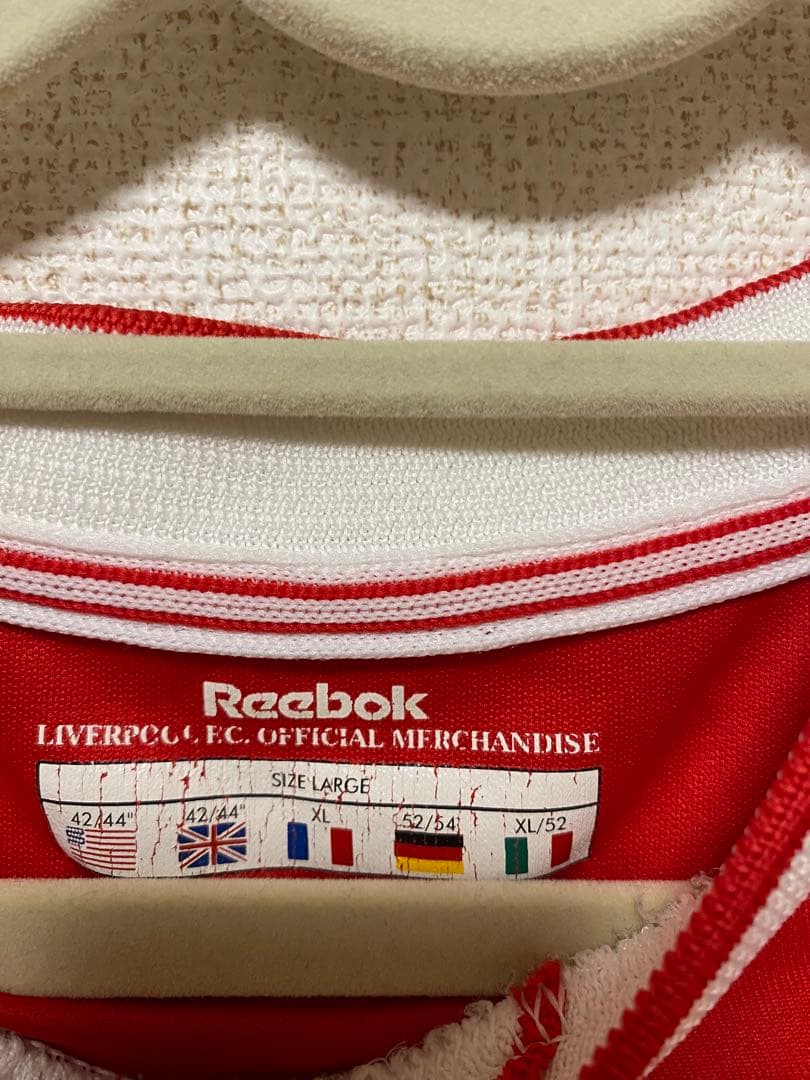 Reebok
LIVERPOOL F.C. OFFICIAL MERCHANDISE
SIZE LARGE
42/44" 42/44" XL 52/54 XL/52